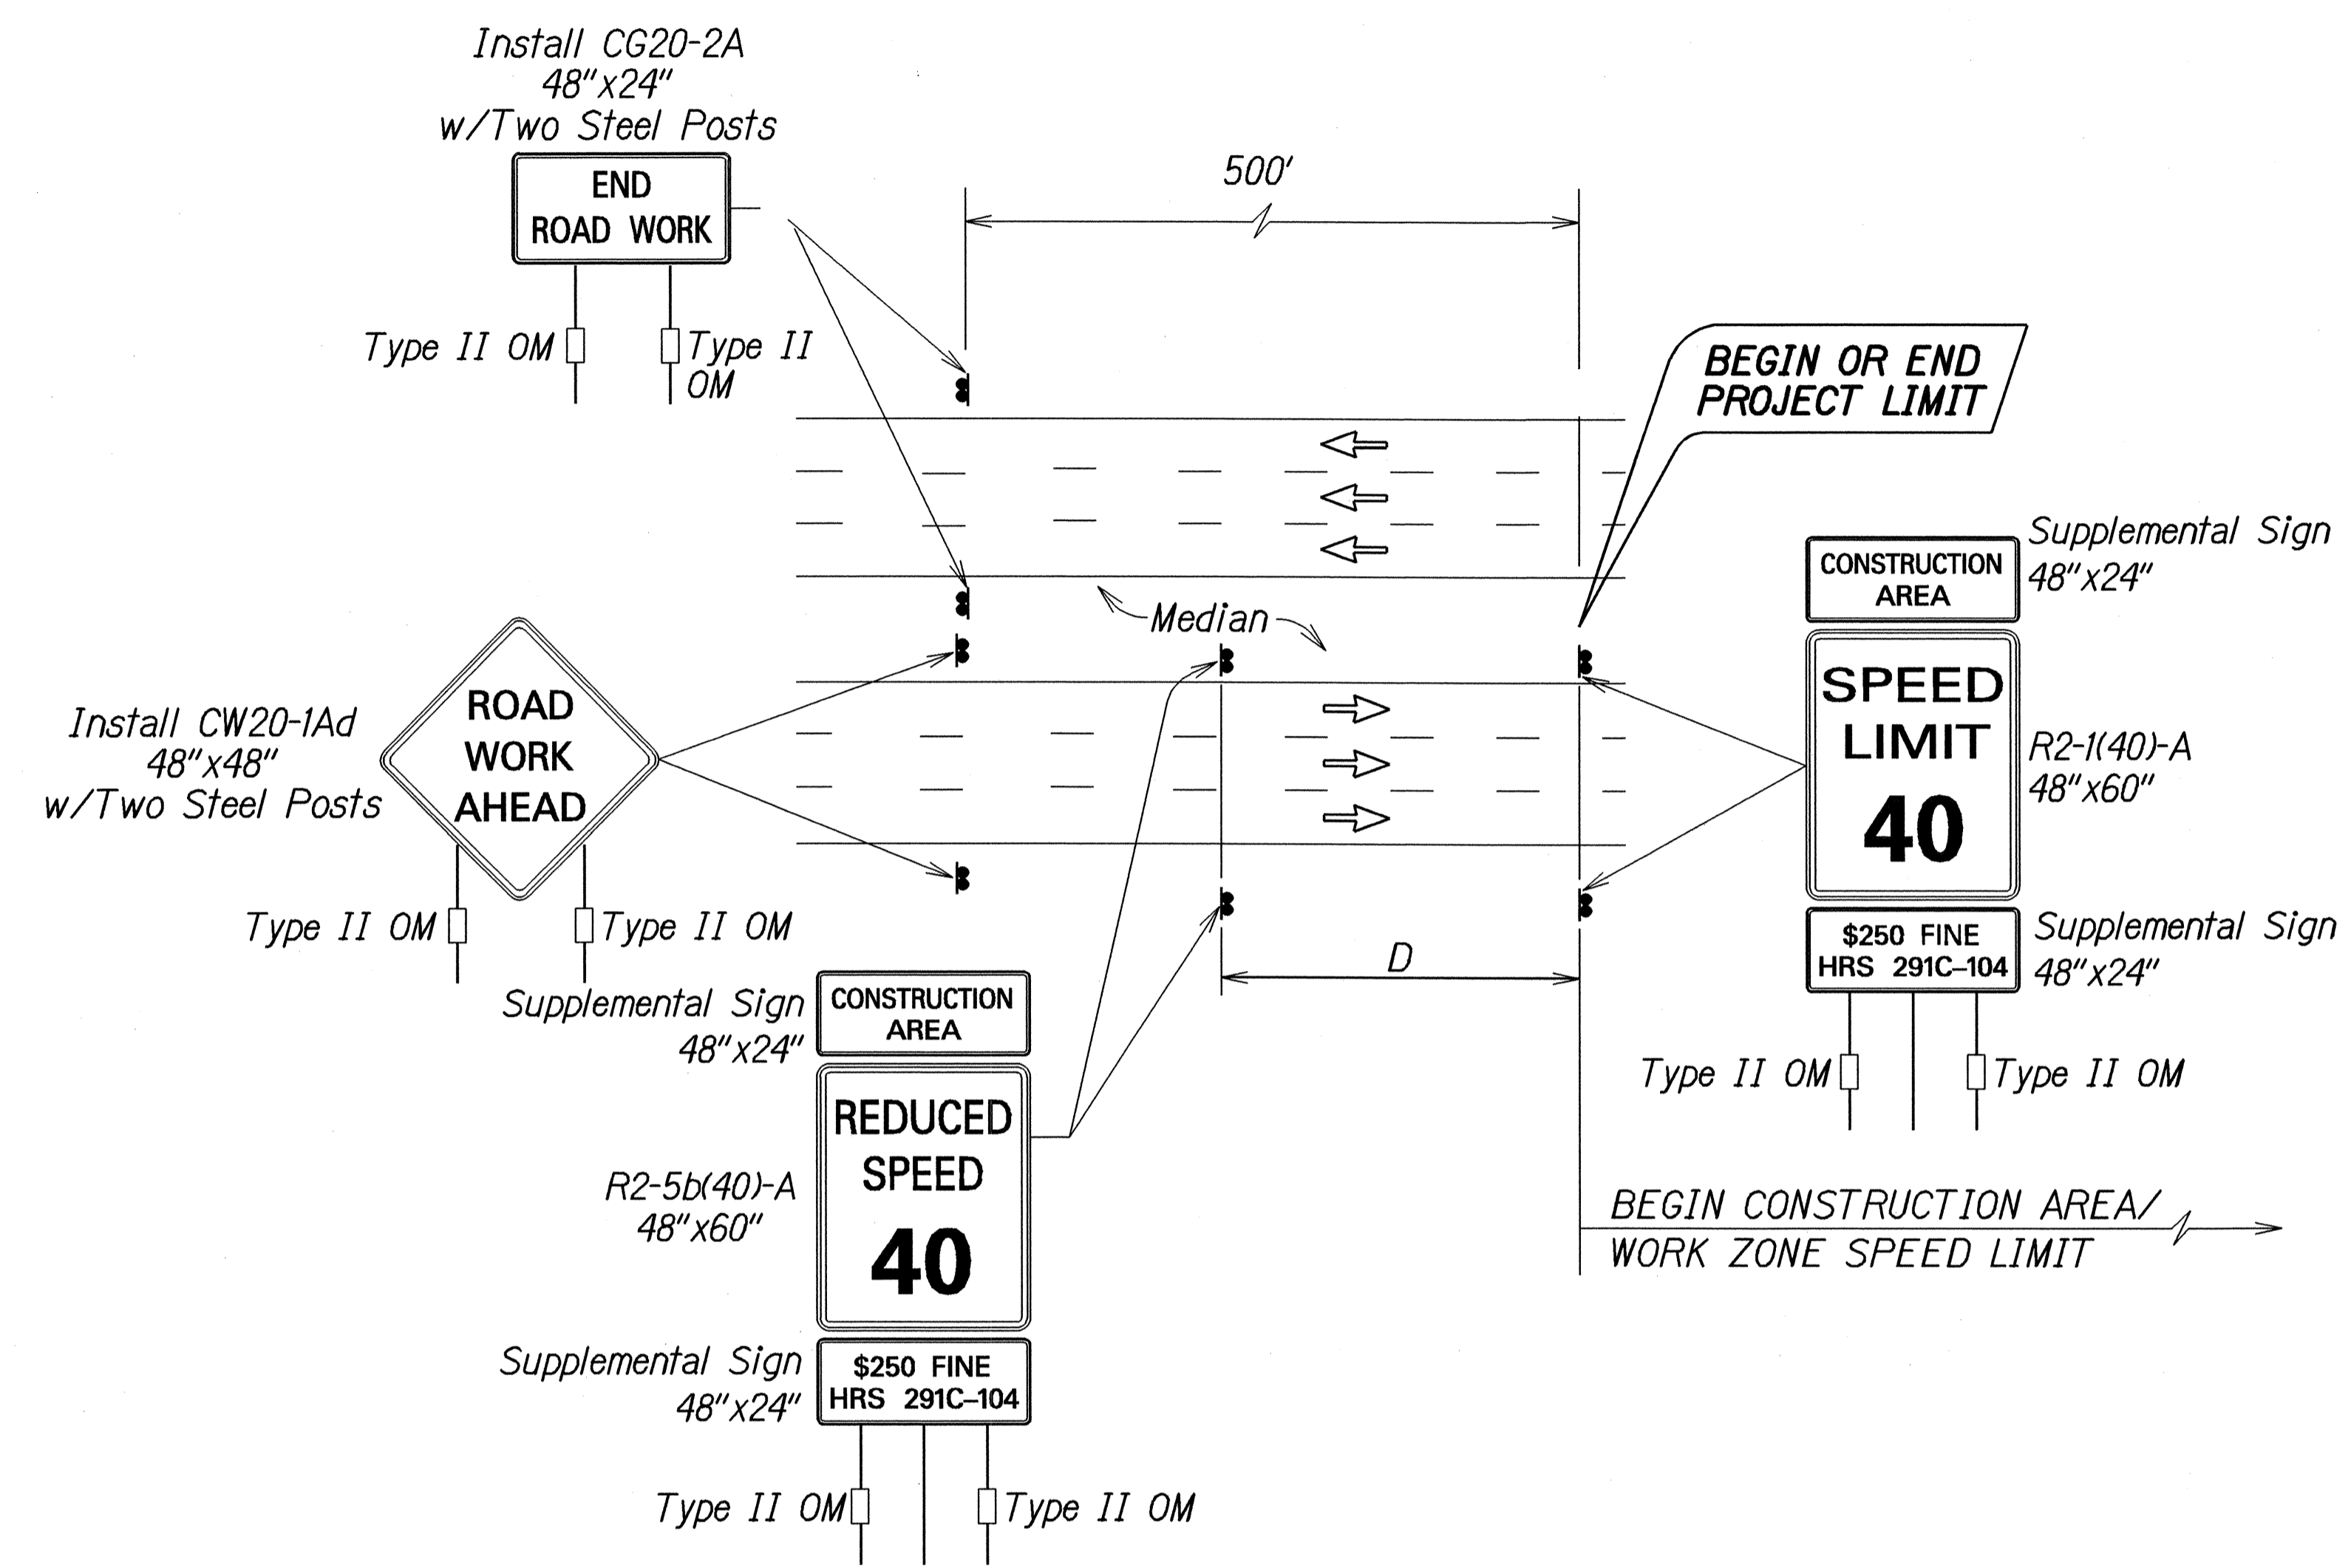 Install CG20-2A
48"x24"
w/Two Steel Posts
END
ROAD WORK
Type II OM
Type II
OM
500'
BEGIN OR END
PROJECT LIMIT
Median
Install CW20-1Ad
48"x48"
w/Two Steel Posts
ROAD
WORK
AHEAD
Type II OM
Type II OM
Supplemental Sign
48"x24"
CONSTRUCTION
AREA
SPEED
LIMIT
40
R2-1(40)-A
48"x60"
$250 FINE
HRS 291C–104
Supplemental Sign
48"x24"
Type II OM
Type II OM
D
Supplemental Sign
48"x24"
CONSTRUCTION
AREA
REDUCED
SPEED
40
R2-5b(40)-A
48"x60"
Supplemental Sign
48"x24"
$250 FINE
HRS 291C–104
Type II OM
Type II OM
BEGIN CONSTRUCTION AREA/
WORK ZONE SPEED LIMIT